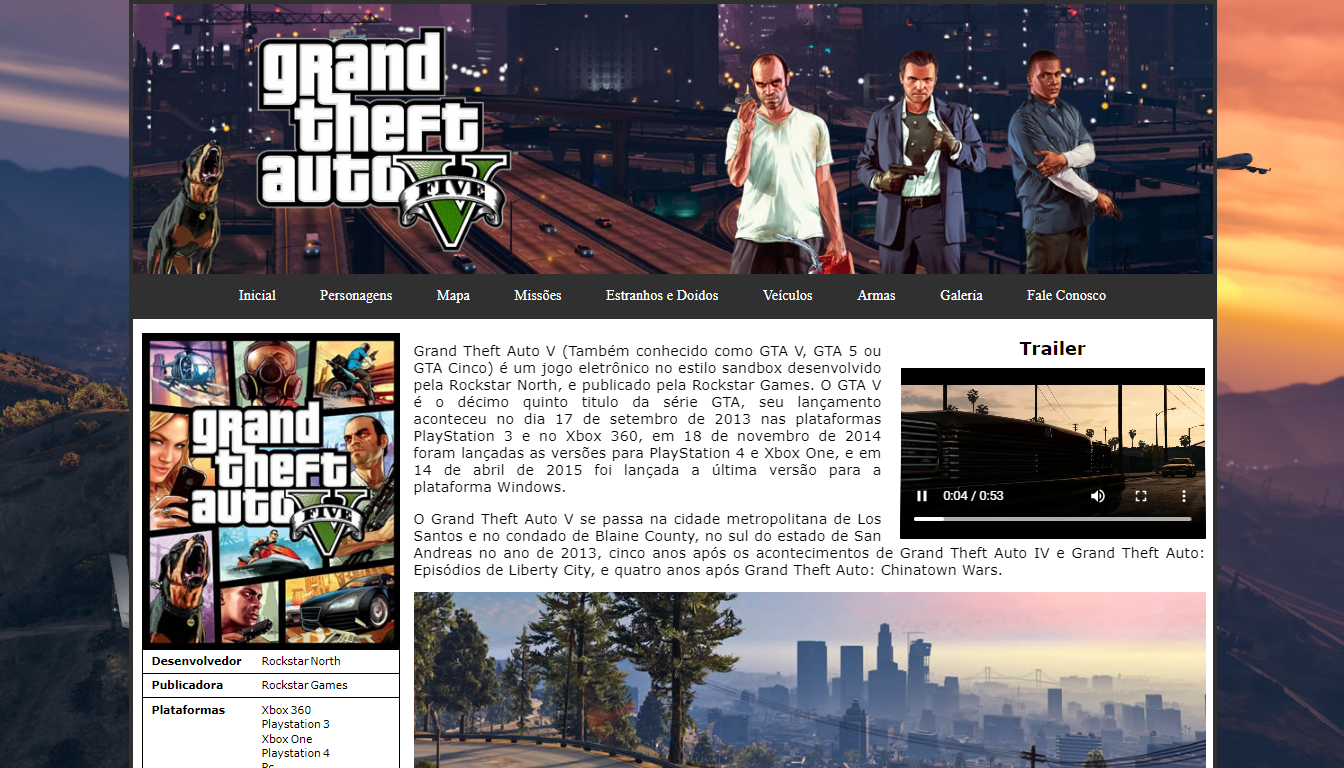 grand
theft
auto V
FIVE
Inicial Personagens Mapa Missões Estranhos e Doidos Veículos Armas Galeria Fale Conosco
grand
theft
auto V
FIVE
Desenvolvedor Rockstar North
Publicadora Rockstar Games
Plataformas Xbox 360
Playstation 3
Xbox One
Playstation 4
Pc
Grand Theft Auto V (Também conhecido como GTA V, GTA 5 ou
GTA Cinco) é um jogo eletrônico no estilo sandbox desenvolvido
pela Rockstar North, e publicado pela Rockstar Games. O GTA V
é o décimo quinto titulo da série GTA, seu lançamento
aconteceu no dia 17 de setembro de 2013 nas plataformas
PlayStation 3 e no Xbox 360, em 18 de novembro de 2014
foram lançadas as versões para PlayStation 4 e Xbox One, e em
14 de abril de 2015 foi lançada a última versão para a
plataforma Windows.
O Grand Theft Auto V se passa na cidade metropolitana de Los
Santos e no condado de Blaine County, no sul do estado de San
Andreas no ano de 2013, cinco anos após os acontecimentos de Grand Theft Auto IV e Grand Theft Auto:
Episódios de Liberty City, e quatro anos após Grand Theft Auto: Chinatown Wars.
Trailer
0:04 / 0:53